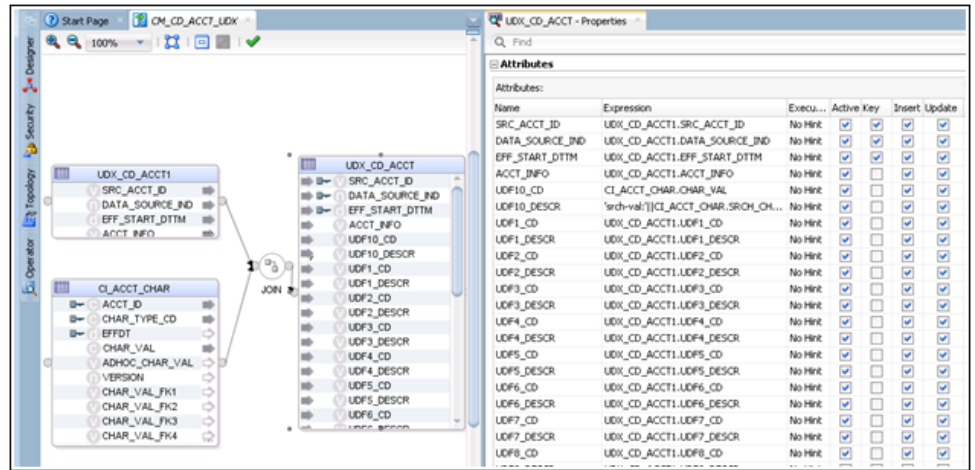 Start Page
CM_CD_ACCT_UDX
100%
Designer
Security
Topology
Operator
UDX_CD_ACCT1
SRC_ACCT_ID
DATA_SOURCE_IND
EFF_START_DTTM
ACCT_INFO
CI_ACCT_CHAR
ACCT_ID
CHAR_TYPE_CD
EFFDT
CHAR_VAL
ADHOC_CHAR_VAL
VERSION
CHAR_VAL_FK1
CHAR_VAL_FK2
CHAR_VAL_FK3
CHAR_VAL_FK4
JOIN
UDX_CD_ACCT
SRC_ACCT_ID
DATA_SOURCE_IND
EFF_START_DTTM
ACCT_INFO
UDF10_CD
UDF10_DESCR
UDF1_CD
UDF1_DESCR
UDF2_CD
UDF2_DESCR
UDF3_CD
UDF3_DESCR
UDF4_CD
UDF4_DESCR
UDF5_CD
UDF5_DESCR
UDF6_CD
UDF6_DESCR
UDX_CD_ACCT - Properties
Find
Attributes
Attributes:
Name Expression Execu... Active Key Insert Update
SRC_ACCT_ID UDX_CD_ACCT1.SRC_ACCT_ID No Hint
DATA_SOURCE_IND UDX_CD_ACCT1.DATA_SOURCE_IND No Hint
EFF_START_DTTM UDX_CD_ACCT1.EFF_START_DTTM No Hint
ACCT_INFO UDX_CD_ACCT1.ACCT_INFO No Hint
UDF10_CD CI_ACCT_CHAR.CHAR_VAL No Hint
UDF10_DESCR 'srch-val:'||CI_ACCT_CHAR.SRCH_CH... No Hint
UDF1_CD UDX_CD_ACCT1.UDF1_CD No Hint
UDF1_DESCR UDX_CD_ACCT1.UDF1_DESCR No Hint
UDF2_CD UDX_CD_ACCT1.UDF2_CD No Hint
UDF2_DESCR UDX_CD_ACCT1.UDF2_DESCR No Hint
UDF3_CD UDX_CD_ACCT1.UDF3_CD No Hint
UDF3_DESCR UDX_CD_ACCT1.UDF3_DESCR No Hint
UDF4_CD UDX_CD_ACCT1.UDF4_CD No Hint
UDF4_DESCR UDX_CD_ACCT1.UDF4_DESCR No Hint
UDF5_CD UDX_CD_ACCT1.UDF5_CD No Hint
UDF5_DESCR UDX_CD_ACCT1.UDF5_DESCR No Hint
UDF6_CD UDX_CD_ACCT1.UDF6_CD No Hint
UDF6_DESCR UDX_CD_ACCT1.UDF6_DESCR No Hint
UDF7_CD UDX_CD_ACCT1.UDF7_CD No Hint
UDF7_DESCR UDX_CD_ACCT1.UDF7_DESCR No Hint
UDF8_CD UDX_CD_ACCT1.UDF8_CD No Hint